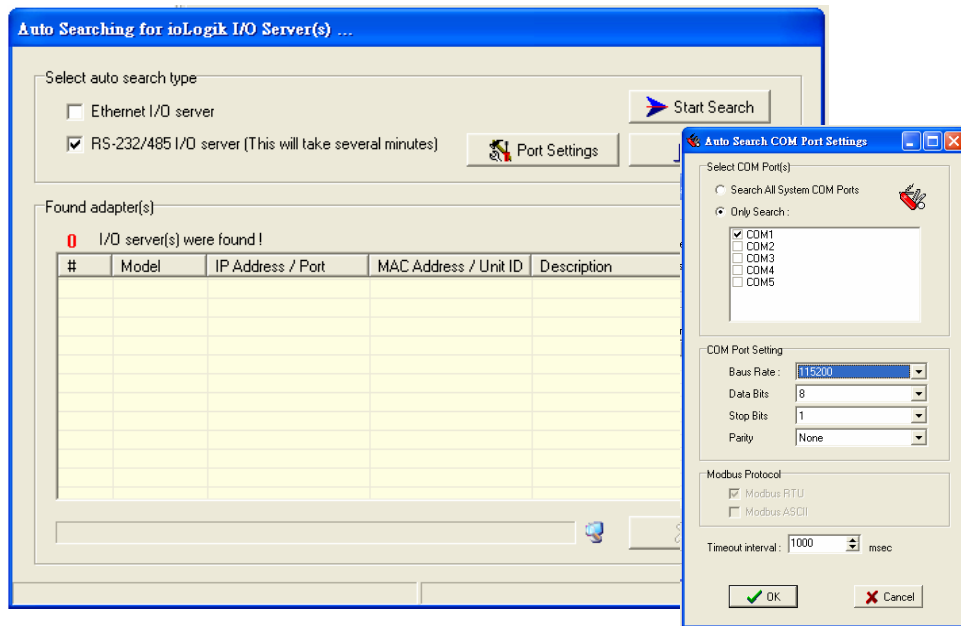 Auto Searching for ioLogik I/O Server(s) ...
Select auto search type
Ethernet I/O server
Start Search
RS-232/485 I/O server (This will take several minutes)
Port Settings
Found adapter(s)
0 I/O server(s) were found !
# Model IP Address / Port MAC Address / Unit ID Description
Auto Search COM Port Settings
Select COM Port(s)
Search All System COM Ports
Only Search :
COM1
COM2
COM3
COM4
COM5
COM Port Setting
Baus Rate : 115200
Data Bits 8
Stop Bits 1
Parity None
Modbus Protocol
Modbus RTU
Modbus ASCII
Timeout interval : 1000 msec
OK Cancel